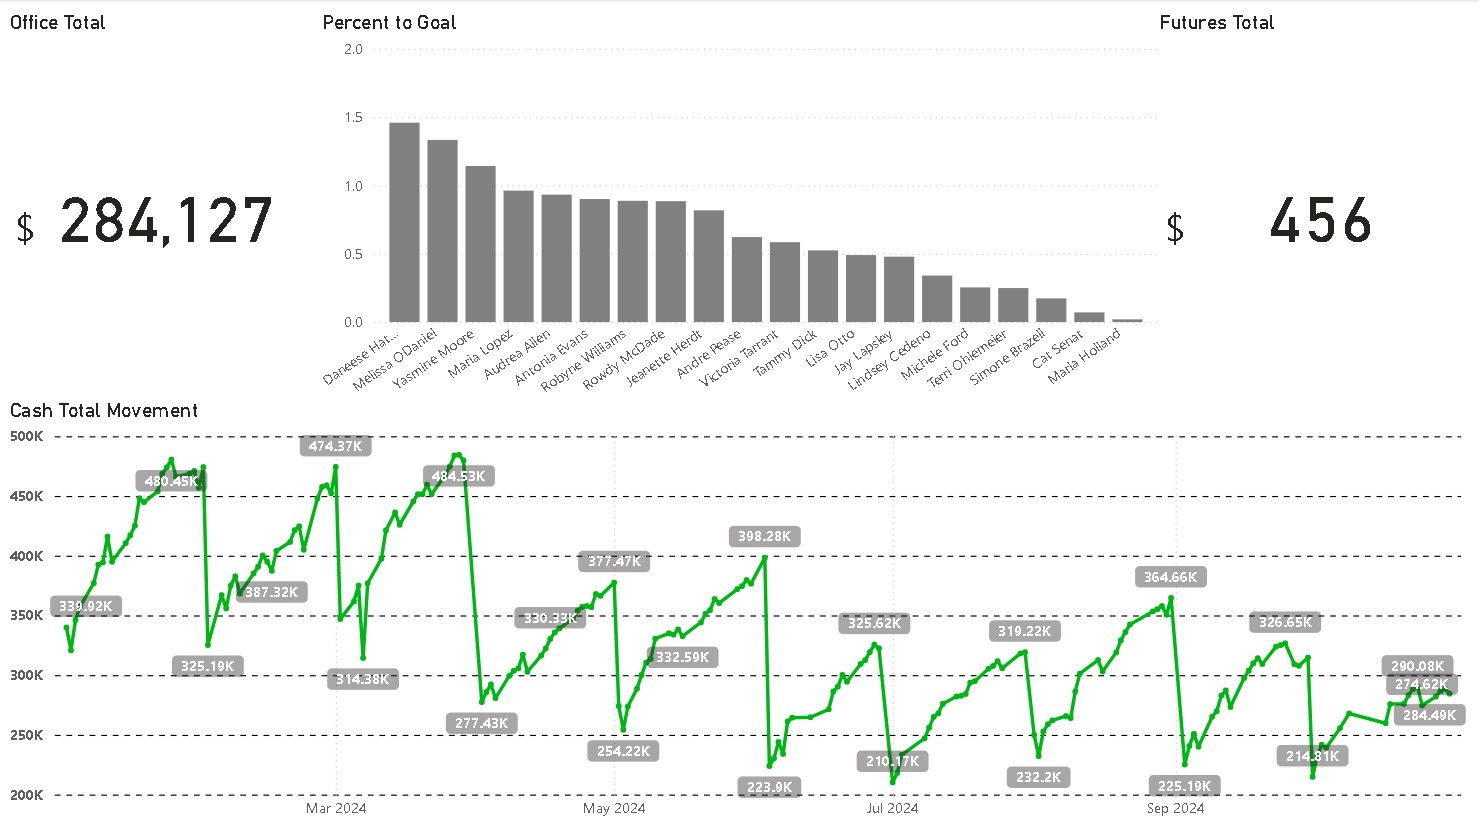 Office Total
Percent to Goal
Futures Total
2.0
1.5
1.0
0.5
0.0
$ 284,127
$ 456
Daneese Hat...
Melissa ODaniel
Yasmine Moore
Maria Lopez
Audrea Allen
Antonia Evans
Robyne Williams
Rowdy McDade
Jeanette Herdt
Andre Pease
Victoria Tarrant
Tammy Dick
Lisa Otto
Jay Lapsley
Lindsey Cedeno
Michele Ford
Terri Ohlemeier
Simone Brazell
Cat Senat
Marla Holland
Cash Total Movement
500K
450K
400K
350K
300K
250K
200K
339.92K
480.45K
325.19K
387.32K
474.37K
314.38K
484.53K
277.43K
330.33K
377.47K
254.22K
332.59K
398.28K
223.9K
325.62K
210.17K
319.22K
232.2K
364.66K
225.19K
326.65K
214.81K
290.08K
274.62K
284.49K
Mar 2024
May 2024
Jul 2024
Sep 2024